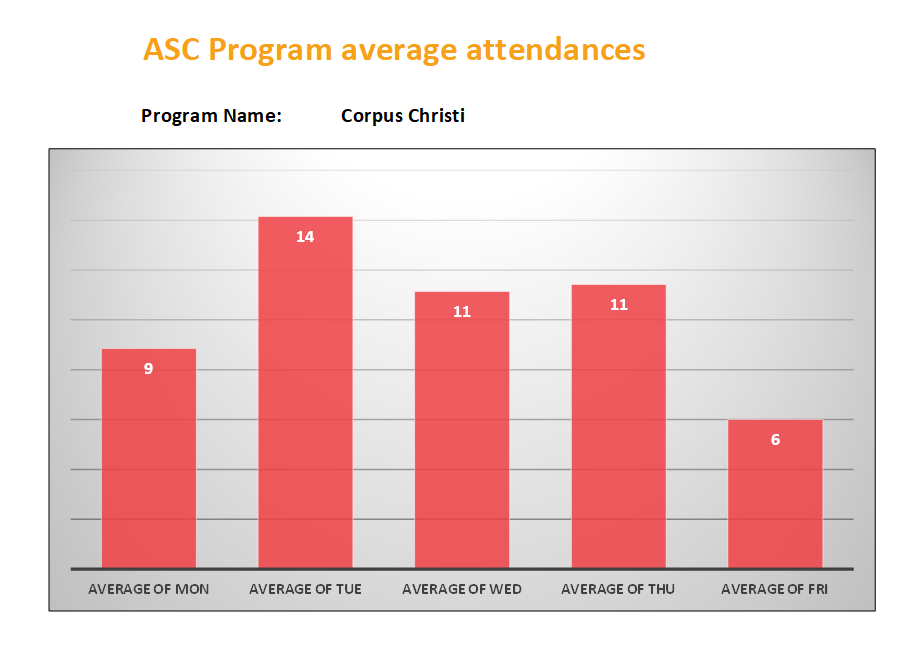 ASC Program average attendances
Program Name: Corpus Christi
14
11
11
9
6
AVERAGE OF MON AVERAGE OF TUE AVERAGE OF WED AVERAGE OF THU AVERAGE OF FRI